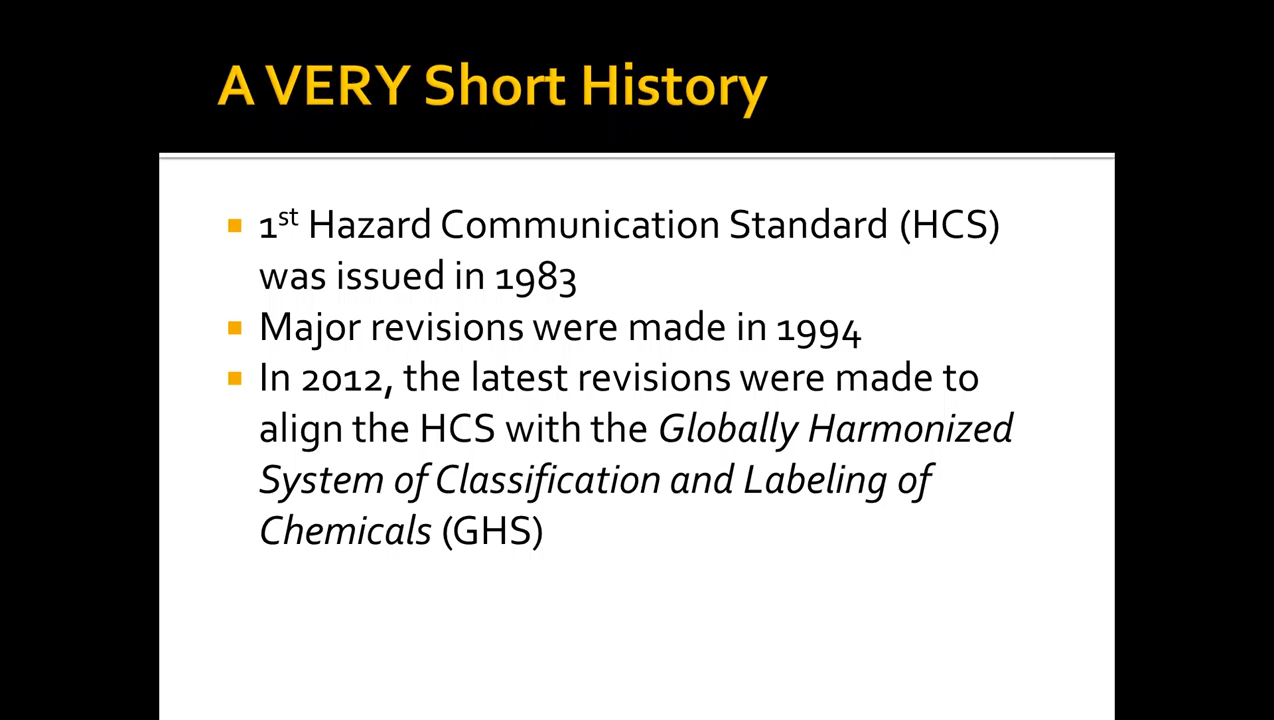 A VERY Short History
1st Hazard Communication Standard (HCS)
was issued in 1983
Major revisions were made in 1994
In 2012, the latest revisions were made to
align the HCS with the Globally Harmonized
System of Classification and Labeling of
Chemicals (GHS)